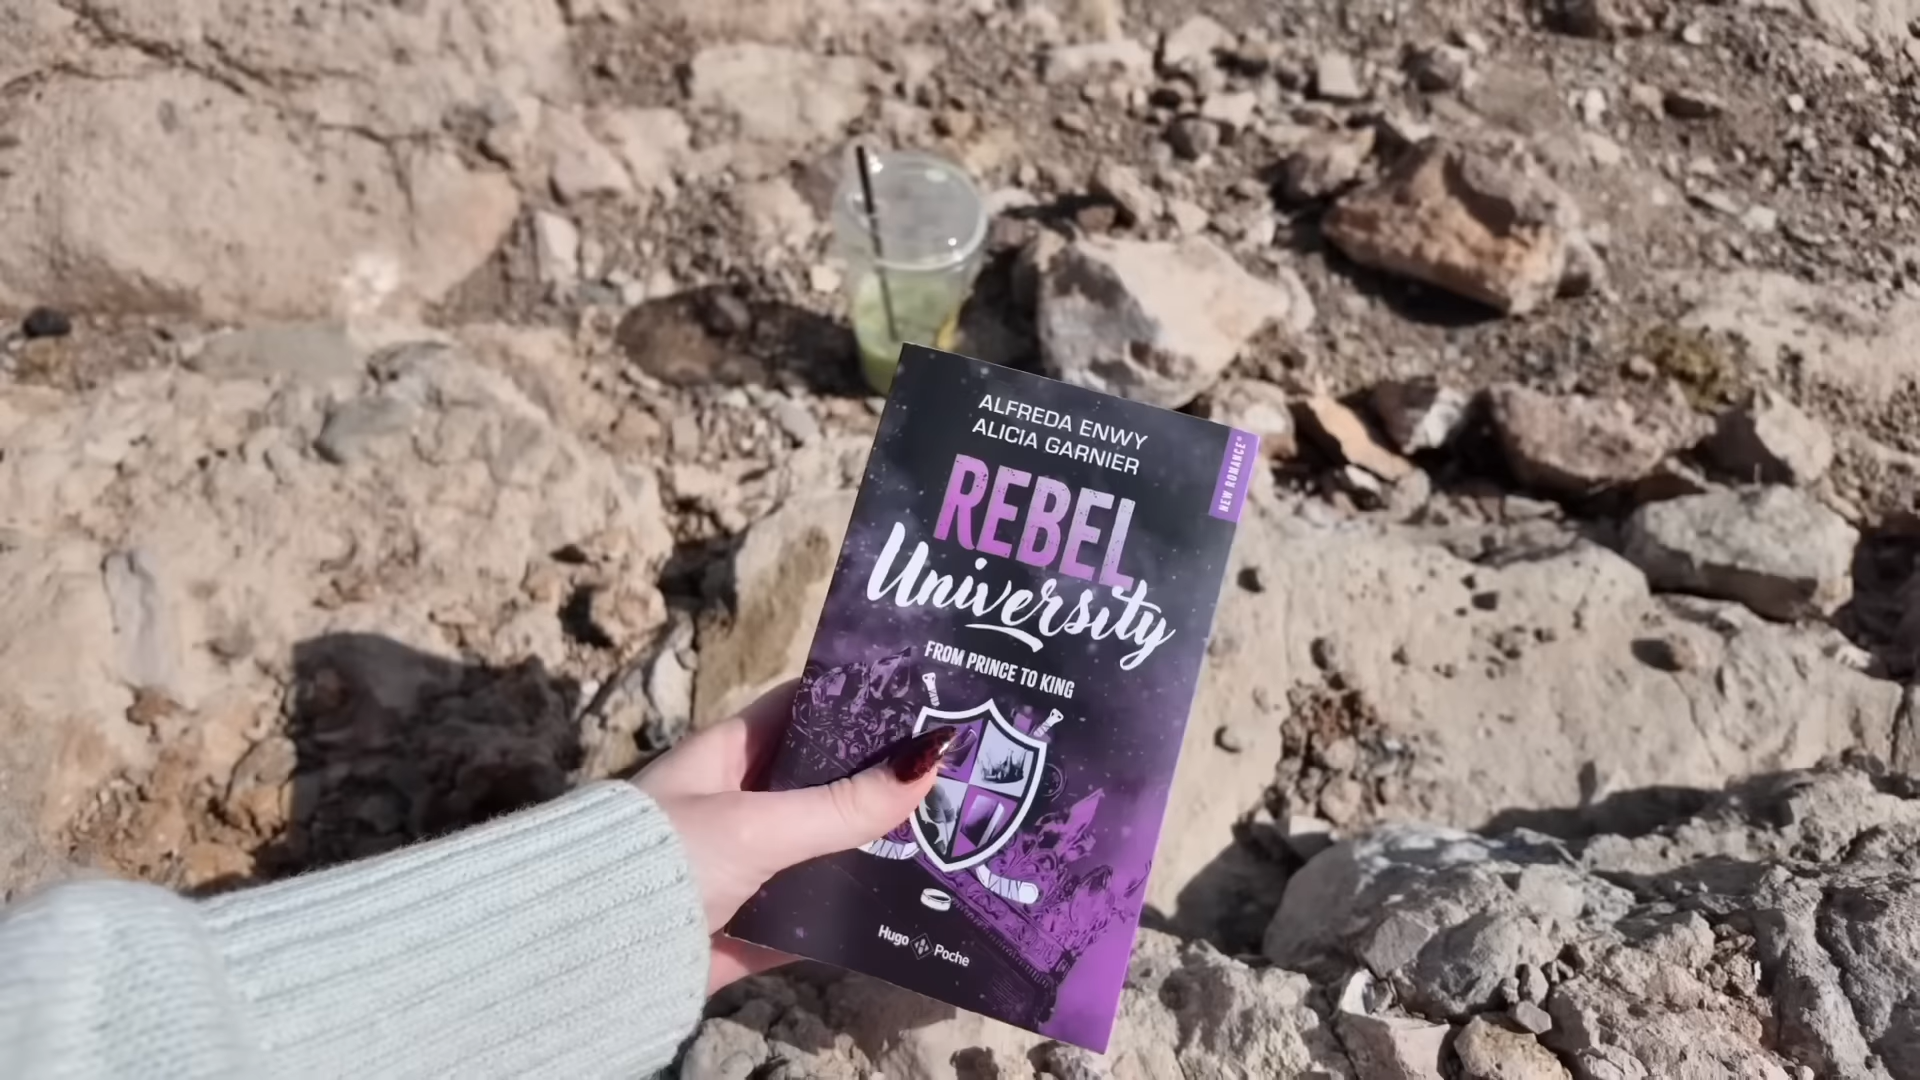 ALFREDA ENWY
ALICIA GARNIER
NEW ROMANCE®
REBEL
University
FROM PRINCE TO KING
Hugo Poche